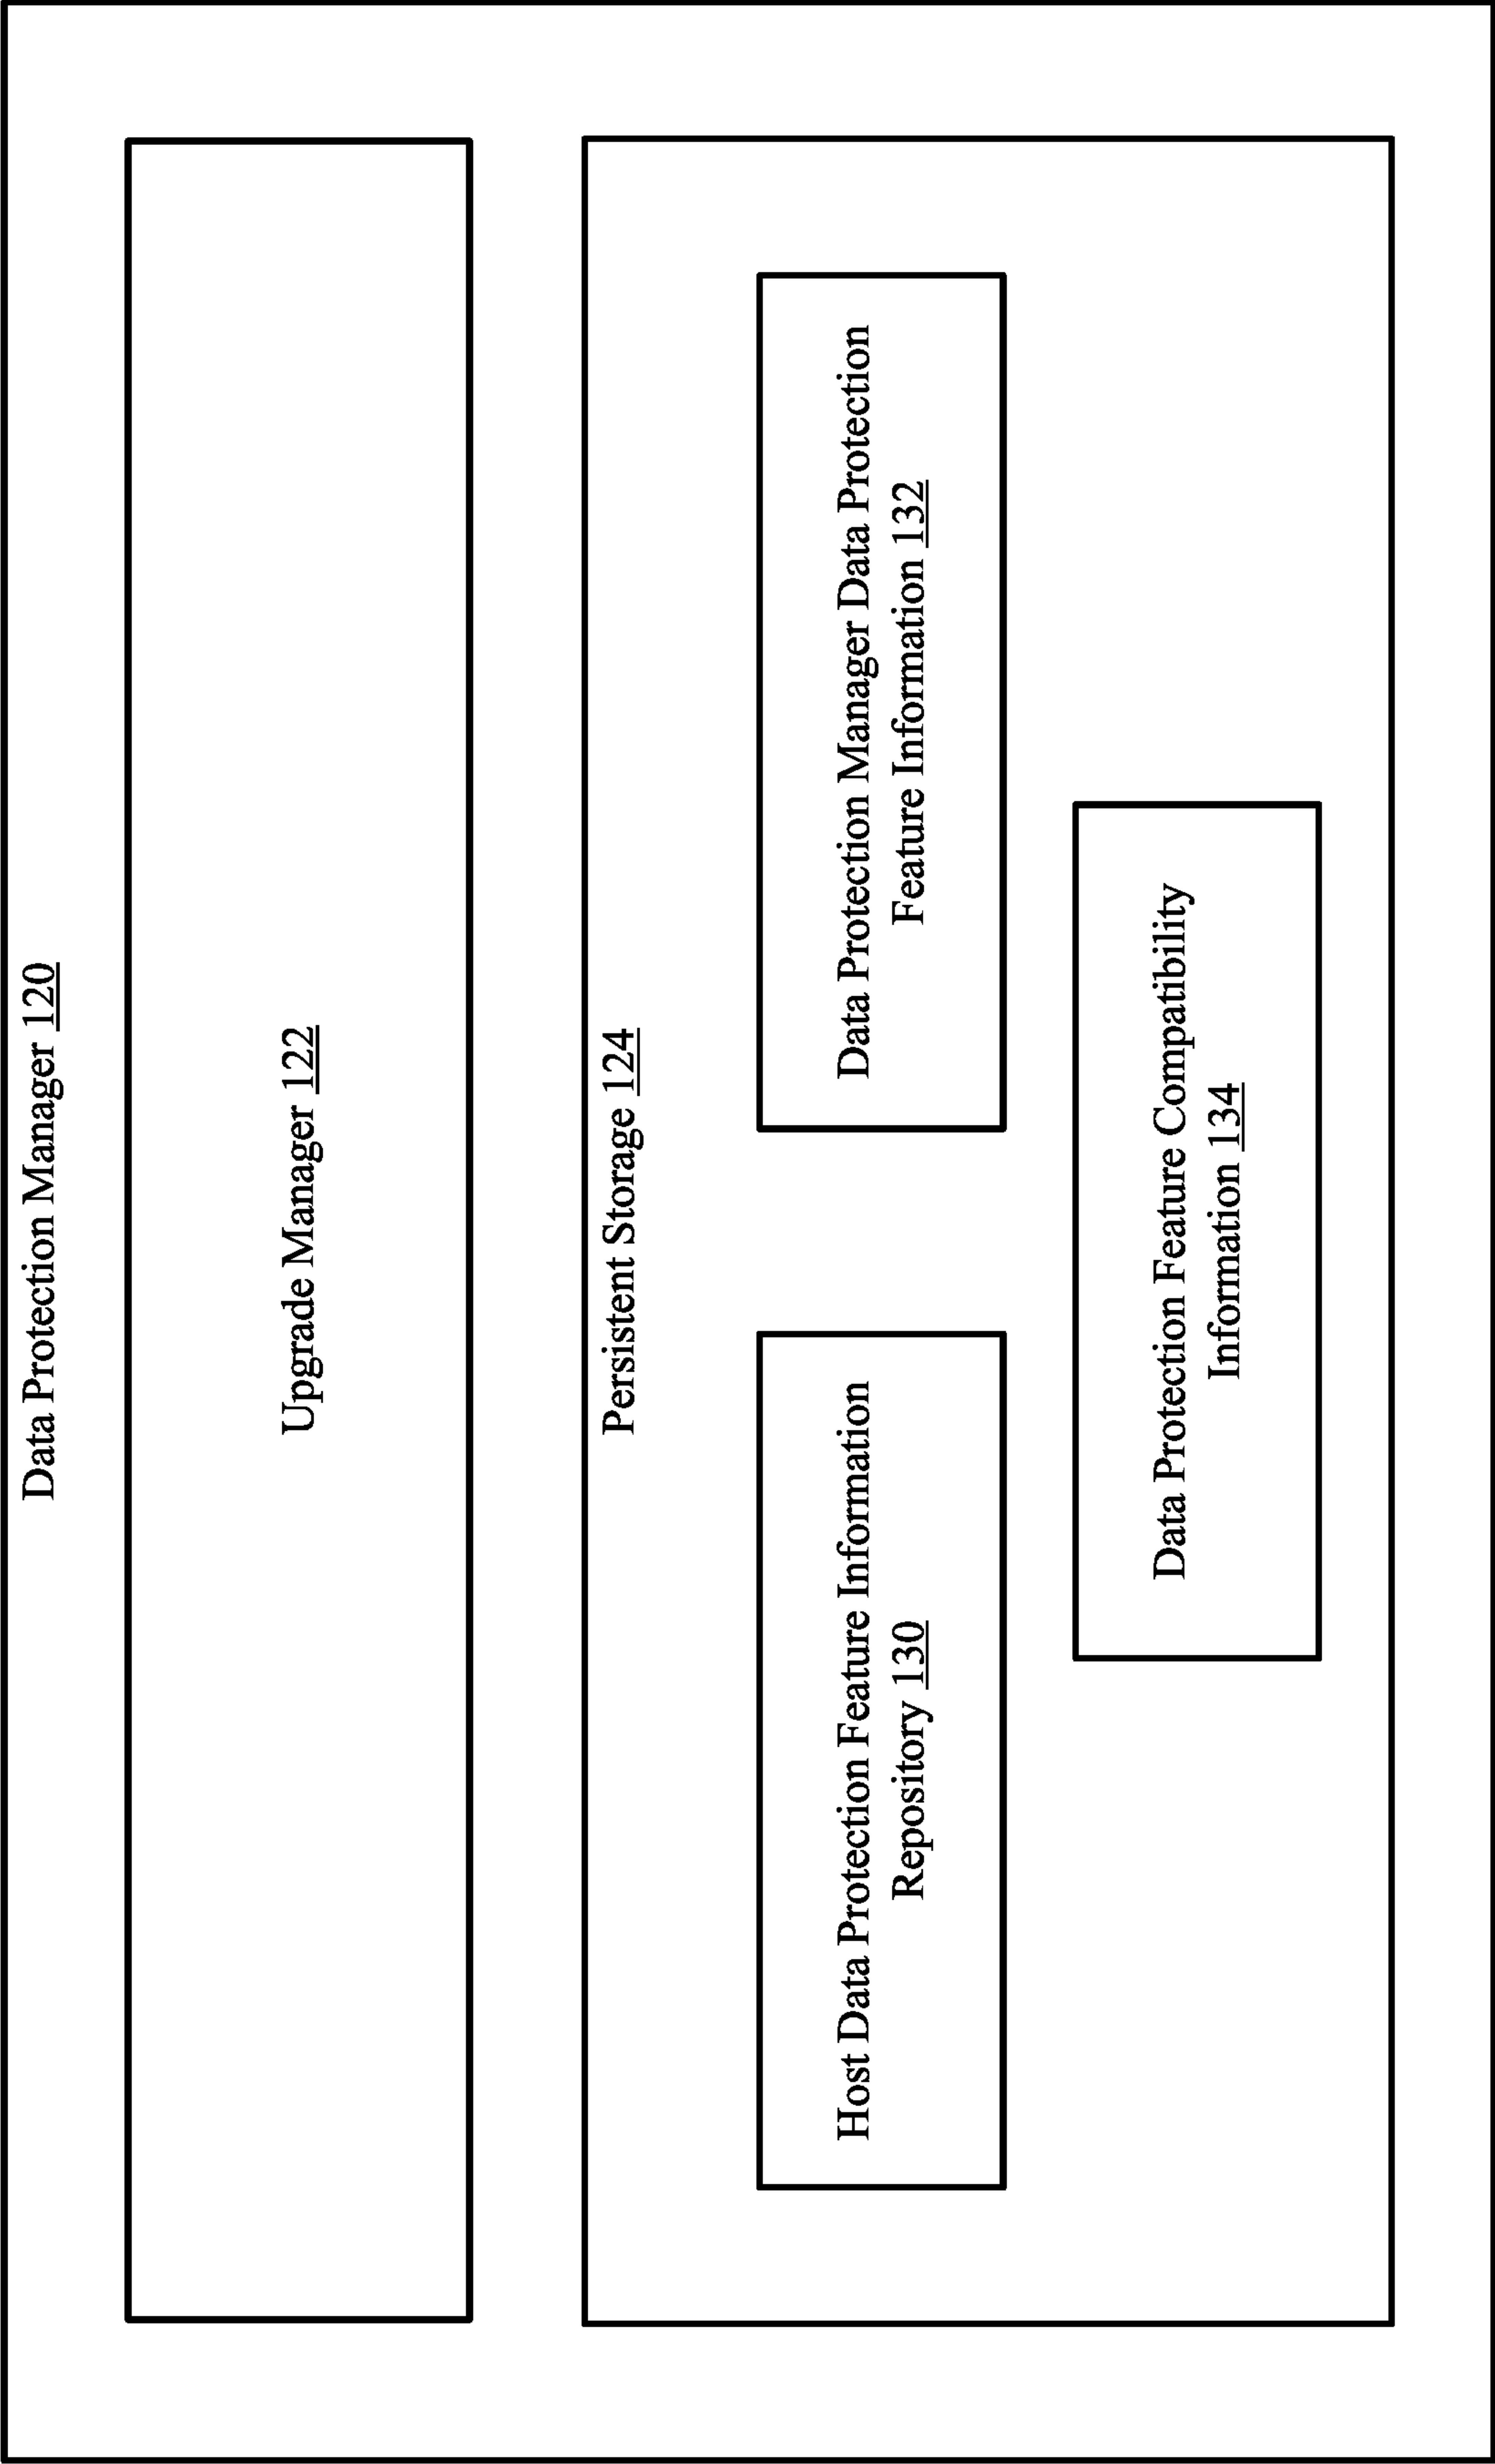 Data Protection Manager 120
Upgrade Manager 122
Persistent Storage 124
Host Data Protection Feature Information
Repository 130
Data Protection Manager Data Protection
Feature Information 132
Data Protection Feature Compatibility
Information 134